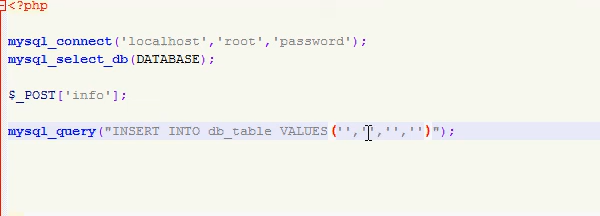 <?php
mysql_connect('localhost','root','password');
mysql_select_db(DATABASE);
$_POST['info'];
mysql_query("INSERT INTO db_table VALUES('','','','')");